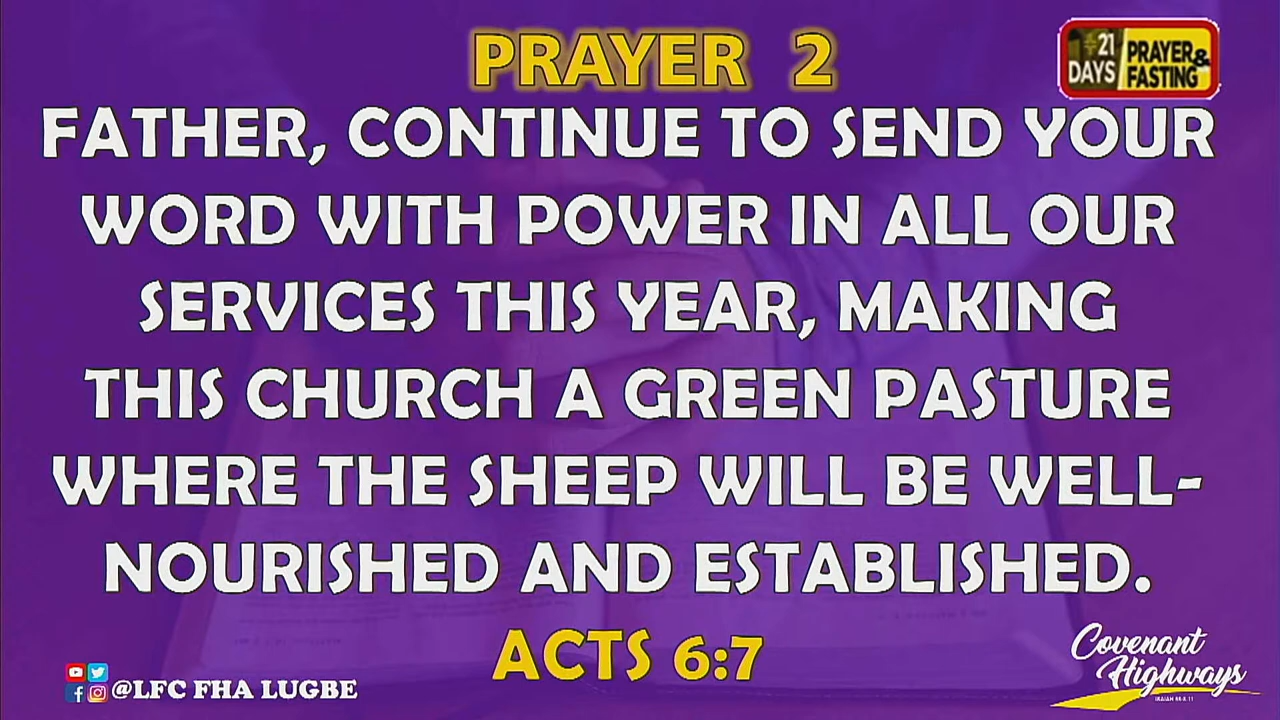 PRAYER 2
21 DAYS PRAYER & FASTING
FATHER, CONTINUE TO SEND YOUR
WORD WITH POWER IN ALL OUR
SERVICES THIS YEAR, MAKING
THIS CHURCH A GREEN PASTURE
WHERE THE SHEEP WILL BE WELL-
NOURISHED AND ESTABLISHED.
ACTS 6:7
@LFC FHA LUGBE
Covenant
Highways